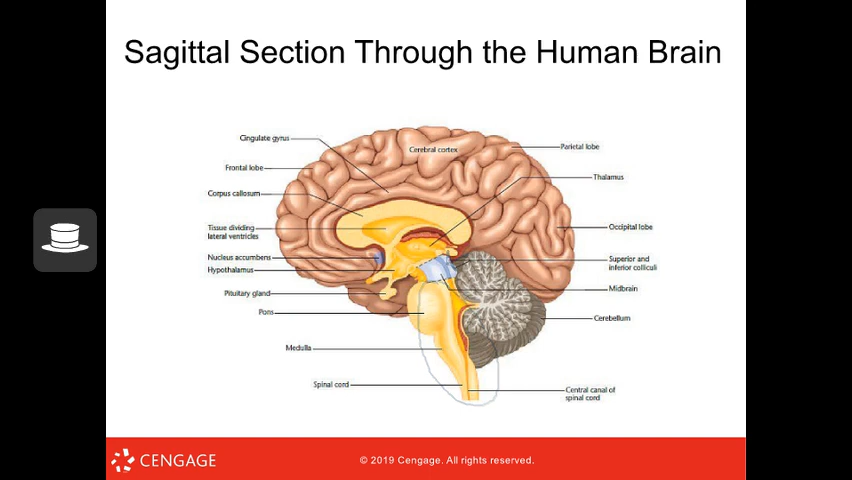 Sagittal Section Through the Human Brain
Cingulate gyrus
Cerebral cortex
Parietal lobe
Frontal lobe
Thalamus
Corpus callosum
Tissue dividing
lateral ventricles
Occipital lobe
Nucleus accumbens
Superior and
inferior colliculi
Hypothalamus
Midbrain
Pituitary gland
Pons
Cerebellum
Medulla
Spinal cord
Central canal of
spinal cord
CENGAGE
© 2019 Cengage. All rights reserved.